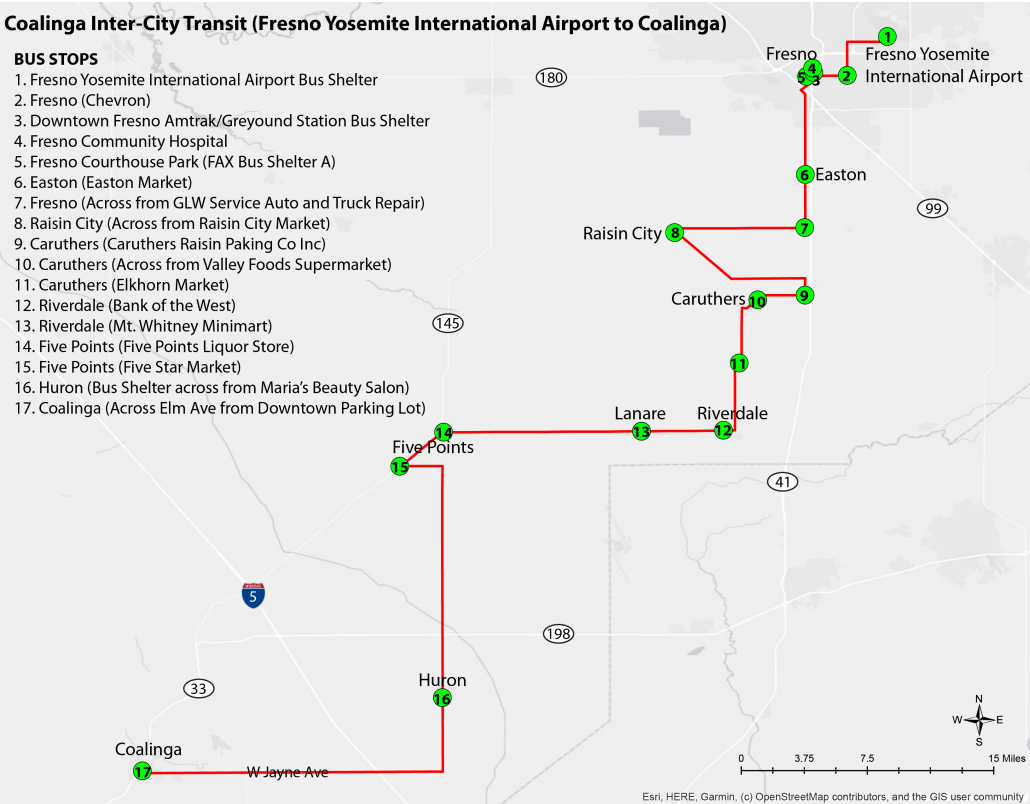 Coalinga Inter-City Transit (Fresno Yosemite International Airport to Coalinga)
BUS STOPS
1. Fresno Yosemite International Airport Bus Shelter
2. Fresno (Chevron)
3. Downtown Fresno Amtrak/Greyound Station Bus Shelter
4. Fresno Community Hospital
5. Fresno Courthouse Park (FAX Bus Shelter A)
6. Easton (Easton Market)
7. Fresno (Across from GLW Service Auto and Truck Repair)
8. Raisin City (Across from Raisin City Market)
9. Caruthers (Caruthers Raisin Paking Co Inc)
10. Caruthers (Across from Valley Foods Supermarket)
11. Caruthers (Elkhorn Market)
12. Riverdale (Bank of the West)
13. Riverdale (Mt. Whitney Minimart)
14. Five Points (Five Points Liquor Store)
15. Five Points (Five Star Market)
16. Huron (Bus Shelter across from Maria's Beauty Salon)
17. Coalinga (Across Elm Ave from Downtown Parking Lot)
1
Fresno
Fresno Yosemite
International Airport
4
5
3
2
180
6
Easton
99
7
Raisin City
8
9
Caruthers
10
145
11
Lanare
Riverdale
14
13
12
Five Points
15
41
INTERSTATE
5
198
Huron
16
33
N
W
E
S
Coalinga
17
W Jayne Ave
0
3.75
7.5
15 Miles
Esri, HERE, Garmin, (c) OpenStreetMap contributors, and the GIS user community